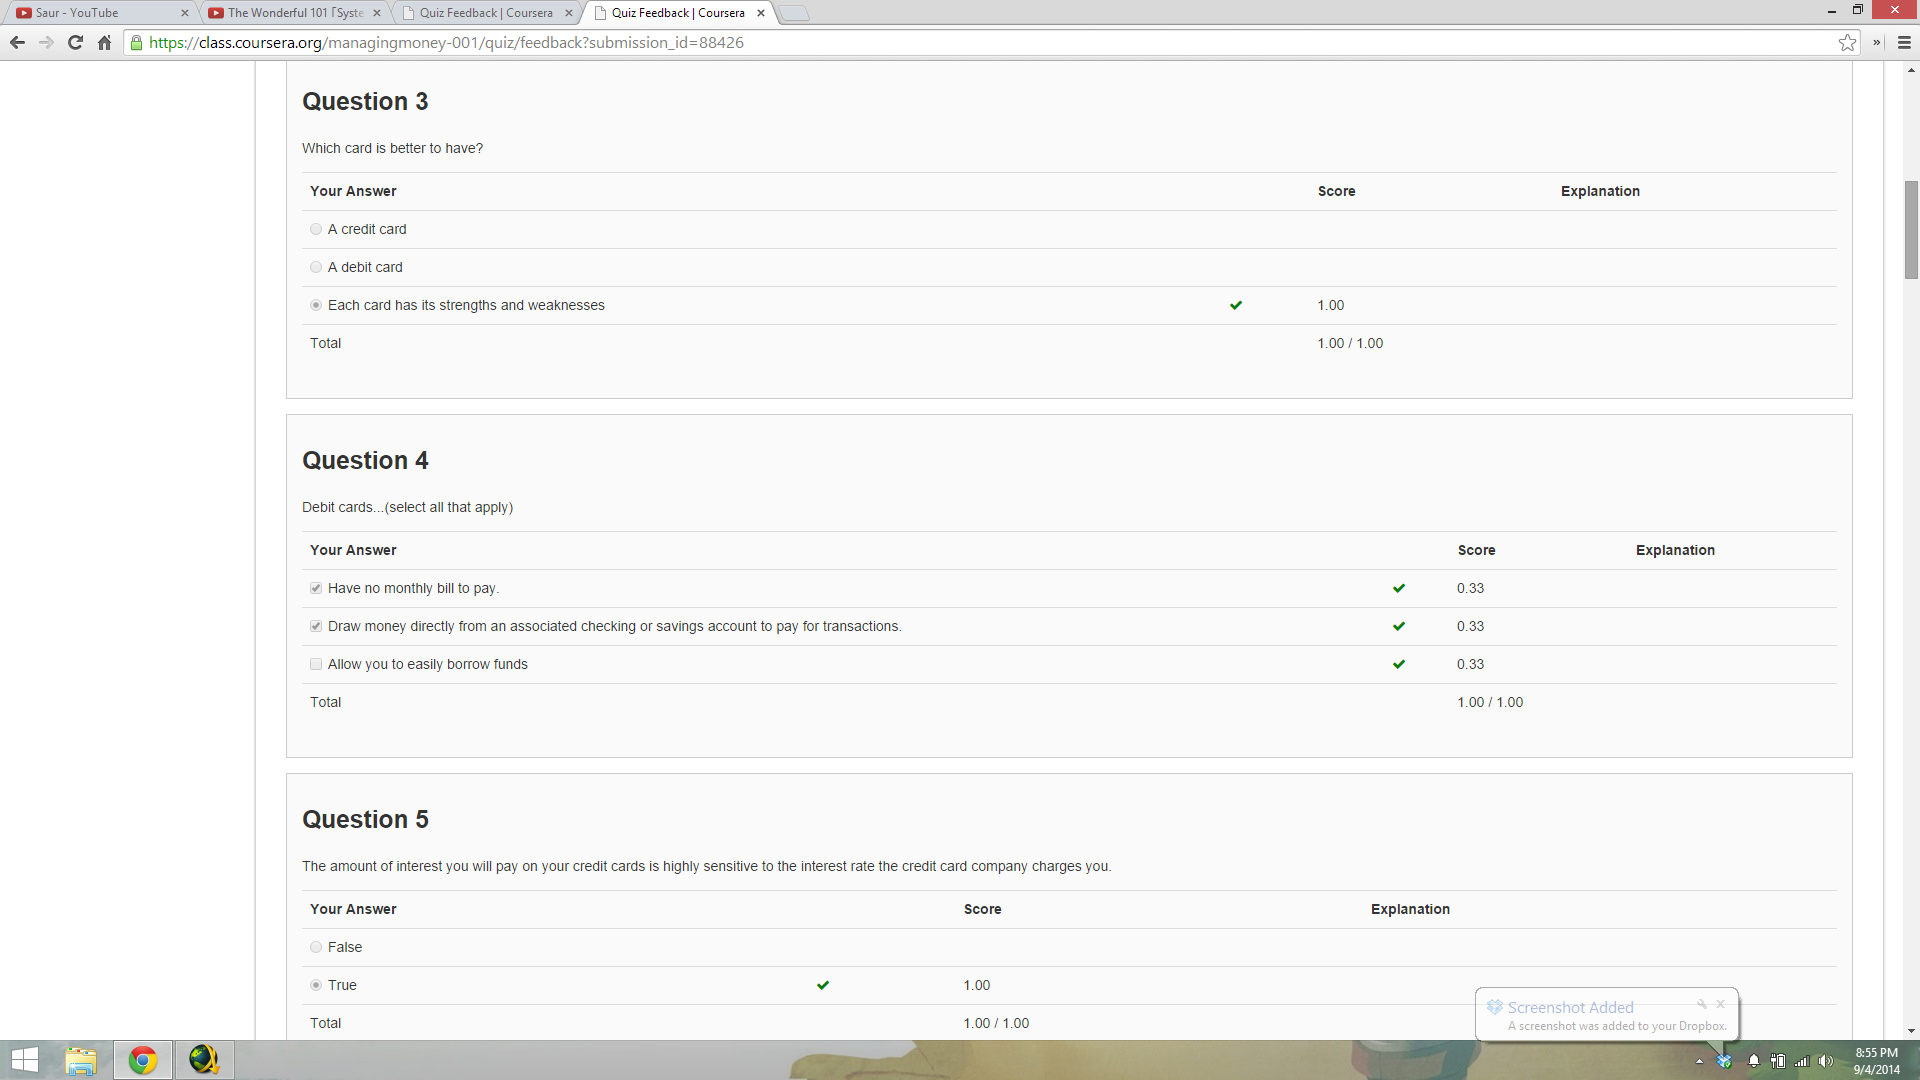 Saur - YouTube
The Wonderful 101 「Syste
Quiz Feedback | Coursera
Quiz Feedback | Coursera
https://class.coursera.org/managingmoney-001/quiz/feedback?submission_id=88426
Question 3
Which card is better to have?
Your Answer Score Explanation
A credit card
A debit card
Each card has its strengths and weaknesses 1.00
Total 1.00 / 1.00
Question 4
Debit cards...(select all that apply)
Your Answer Score Explanation
Have no monthly bill to pay. 0.33
Draw money directly from an associated checking or savings account to pay for transactions. 0.33
Allow you to easily borrow funds 0.33
Total 1.00 / 1.00
Question 5
The amount of interest you will pay on your credit cards is highly sensitive to the interest rate the credit card company charges you.
Your Answer Score Explanation
False
True 1.00
Total 1.00 / 1.00
Screenshot Added
A screenshot was added to your Dropbox.
8:55 PM
9/4/2014